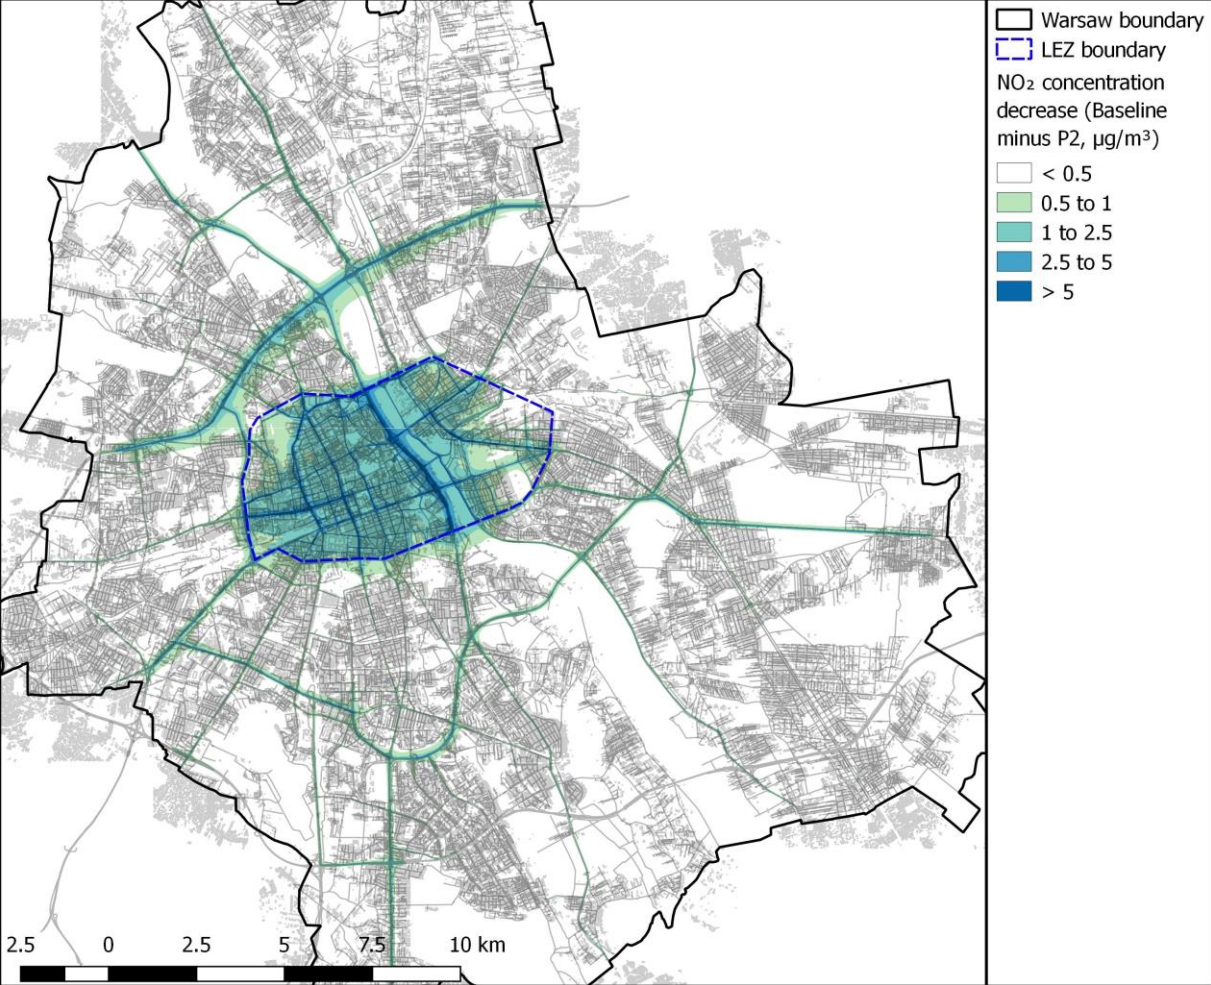 Warsaw boundary
LEZ boundary
NO₂ concentration
decrease (Baseline
minus P2, µg/m³)
< 0.5
0.5 to 1
1 to 2.5
2.5 to 5
> 5
2.5 0 2.5 5 7.5 10 km